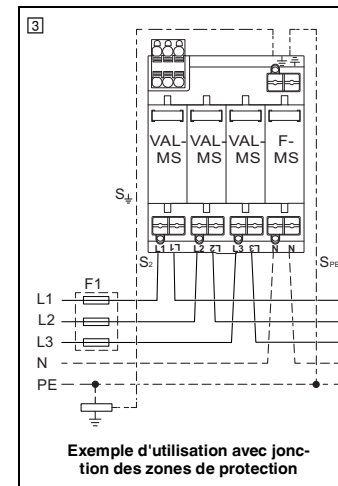 3
VAL- VAL- VAL- F-
MS MS MS MS
S⏚
L1 L1 L2 L2 L3 L3 N N
S2 SPE
F1
L1
L2
L3
N
PE
Exemple d'utilisation avec jonc-
tion des zones de protection